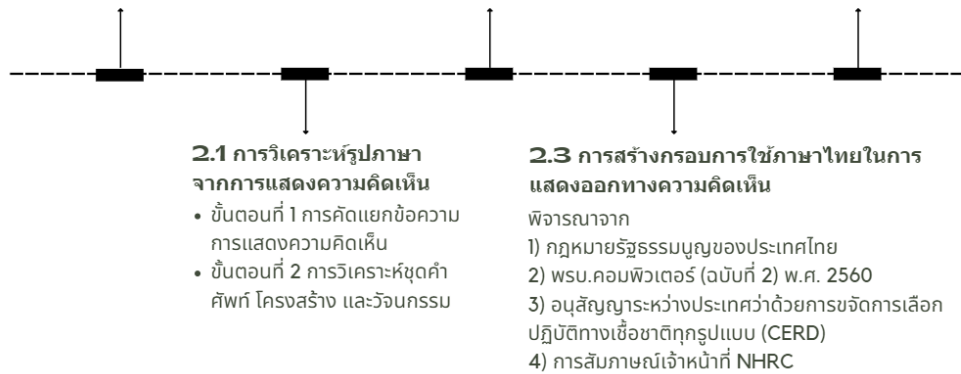 2.1 การวิเคราะห์รูปภาษา
จากการแสดงความคิดเห็น
• ขั้นตอนที่ 1 การคัดแยกข้อความ
การแสดงความคิดเห็น
• ขั้นตอนที่ 2 การวิเคราะห์ชุดคำ
ศัพท์ โครงสร้าง และวัจนกรรม
2.3 การสร้างกรอบการใช้ภาษาไทยในการ
แสดงออกทางความคิดเห็น
พิจารณาจาก
1) กฎหมายรัฐธรรมนูญของประเทศไทย
2) พรบ.คอมพิวเตอร์ (ฉบับที่ 2) พ.ศ. 2560
3) อนุสัญญาระหว่างประเทศว่าด้วยการขจัดการเลือก
ปฏิบัติทางเชื้อชาติทุกรูปแบบ (CERD)
4) การสัมภาษณ์เจ้าหน้าที่ NHRC